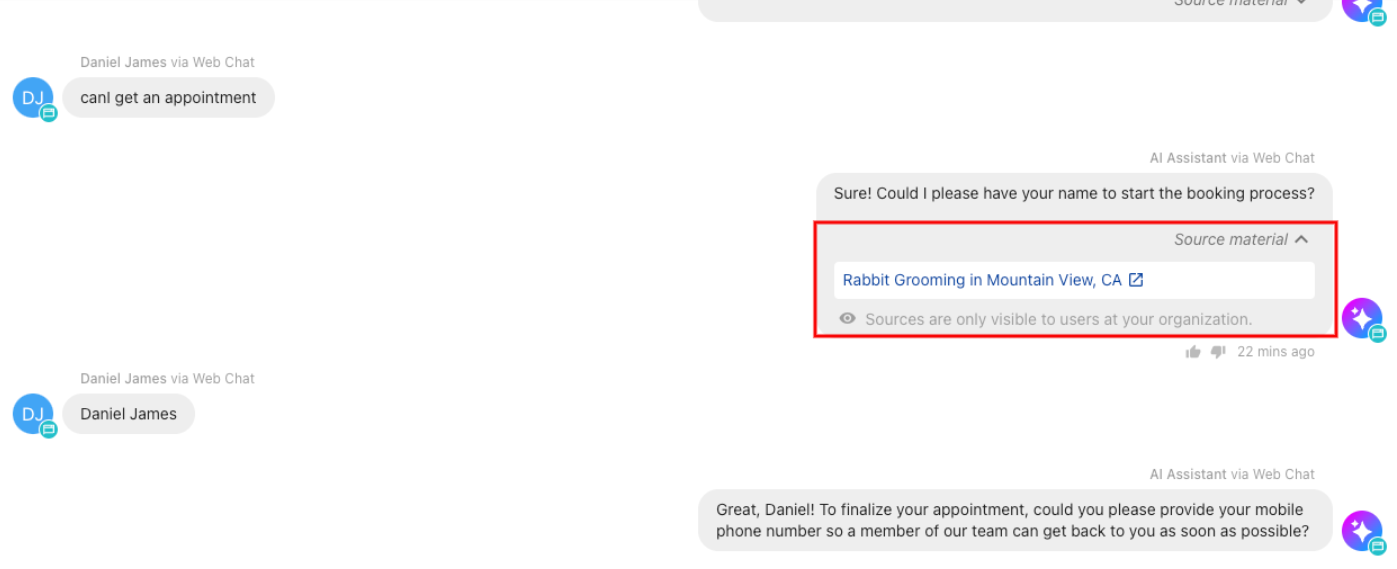 Source material
Daniel James via Web Chat
DJ
canI get an appointment
AI Assistant via Web Chat
Sure! Could I please have your name to start the booking process?
Source material
Rabbit Grooming in Mountain View, CA
Sources are only visible to users at your organization.
22 mins ago
Daniel James via Web Chat
DJ
Daniel James
AI Assistant via Web Chat
Great, Daniel! To finalize your appointment, could you please provide your mobile
phone number so a member of our team can get back to you as soon as possible?